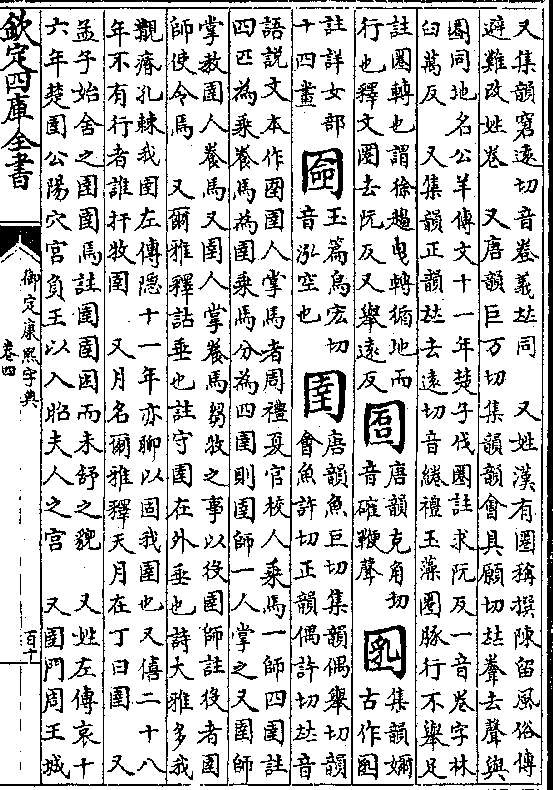 又集韻窘遠切音卷義𠀤同　又姓漢有圈稱撰陳留風俗傳
避難改姓卷　又唐韻巨万切集韻韻會具願切𠀤眷去聲與
圈同地名公羊傳文十一年楚子伐圈註求阮反一音卷字林
臼萬反　又集韻正韻𠀤去遠切音綣禮玉藻圈豚行不舉足
註圈轉也謂徐趨曳轉循地而
行也釋文圈去阮反又舉遠反
唐韻克角切
音確鞭聲
集韻嬭
古作
註詳女部
十四畫
玉篇烏宏切
音泓空也
圉
唐韻魚巨切集韻偶舉切韻
會魚許切正韻偶許切𠀤音
語說文本作圉圉人掌馬者周禮夏官校人乘馬一師四圉註
四匹為乘養馬為圉乘馬分為四圉則圉師一人掌之又圉師
掌教圉人養馬又圉人掌養馬芻牧之事以役圉師註役者圉
師使令焉　又爾雅釋詁垂也註守圉在外垂也詩大雅多我
覯瘠孔棘我圉左傳隱十一年亦聊以固我圉也又僖二十八
年不有行者誰扞牧圉　又月名爾雅釋天月在丁曰圉　又
孟子始舍之圉圉焉註圉圉困而未舒之貌　又姓左傳哀十
六年楚圉公陽穴宮負王以入昭夫人之宮　又圉門周王城
欽定四庫全書
御定康熙字典
卷四
百十